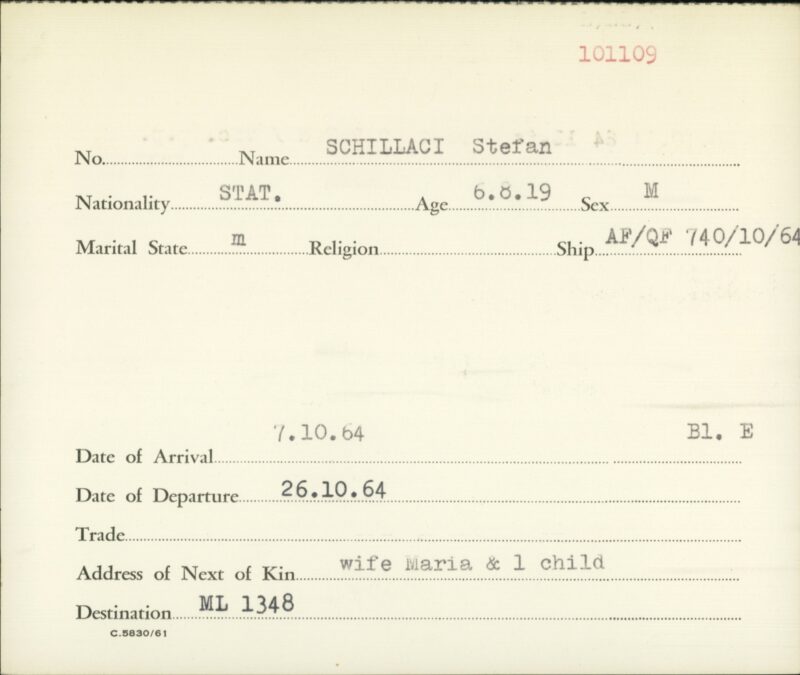 101109
No. Name SCHILLACI Stefan
Nationality STAT. Age 6.8.19 Sex M
Marital State m Religion Ship AF/QF 740/10/64
7.10.64 Bl. E
Date of Arrival
Date of Departure 26.10.64
Trade
Address of Next of Kin wife Maria & 1 child
Destination ML 1348
C.5830/61